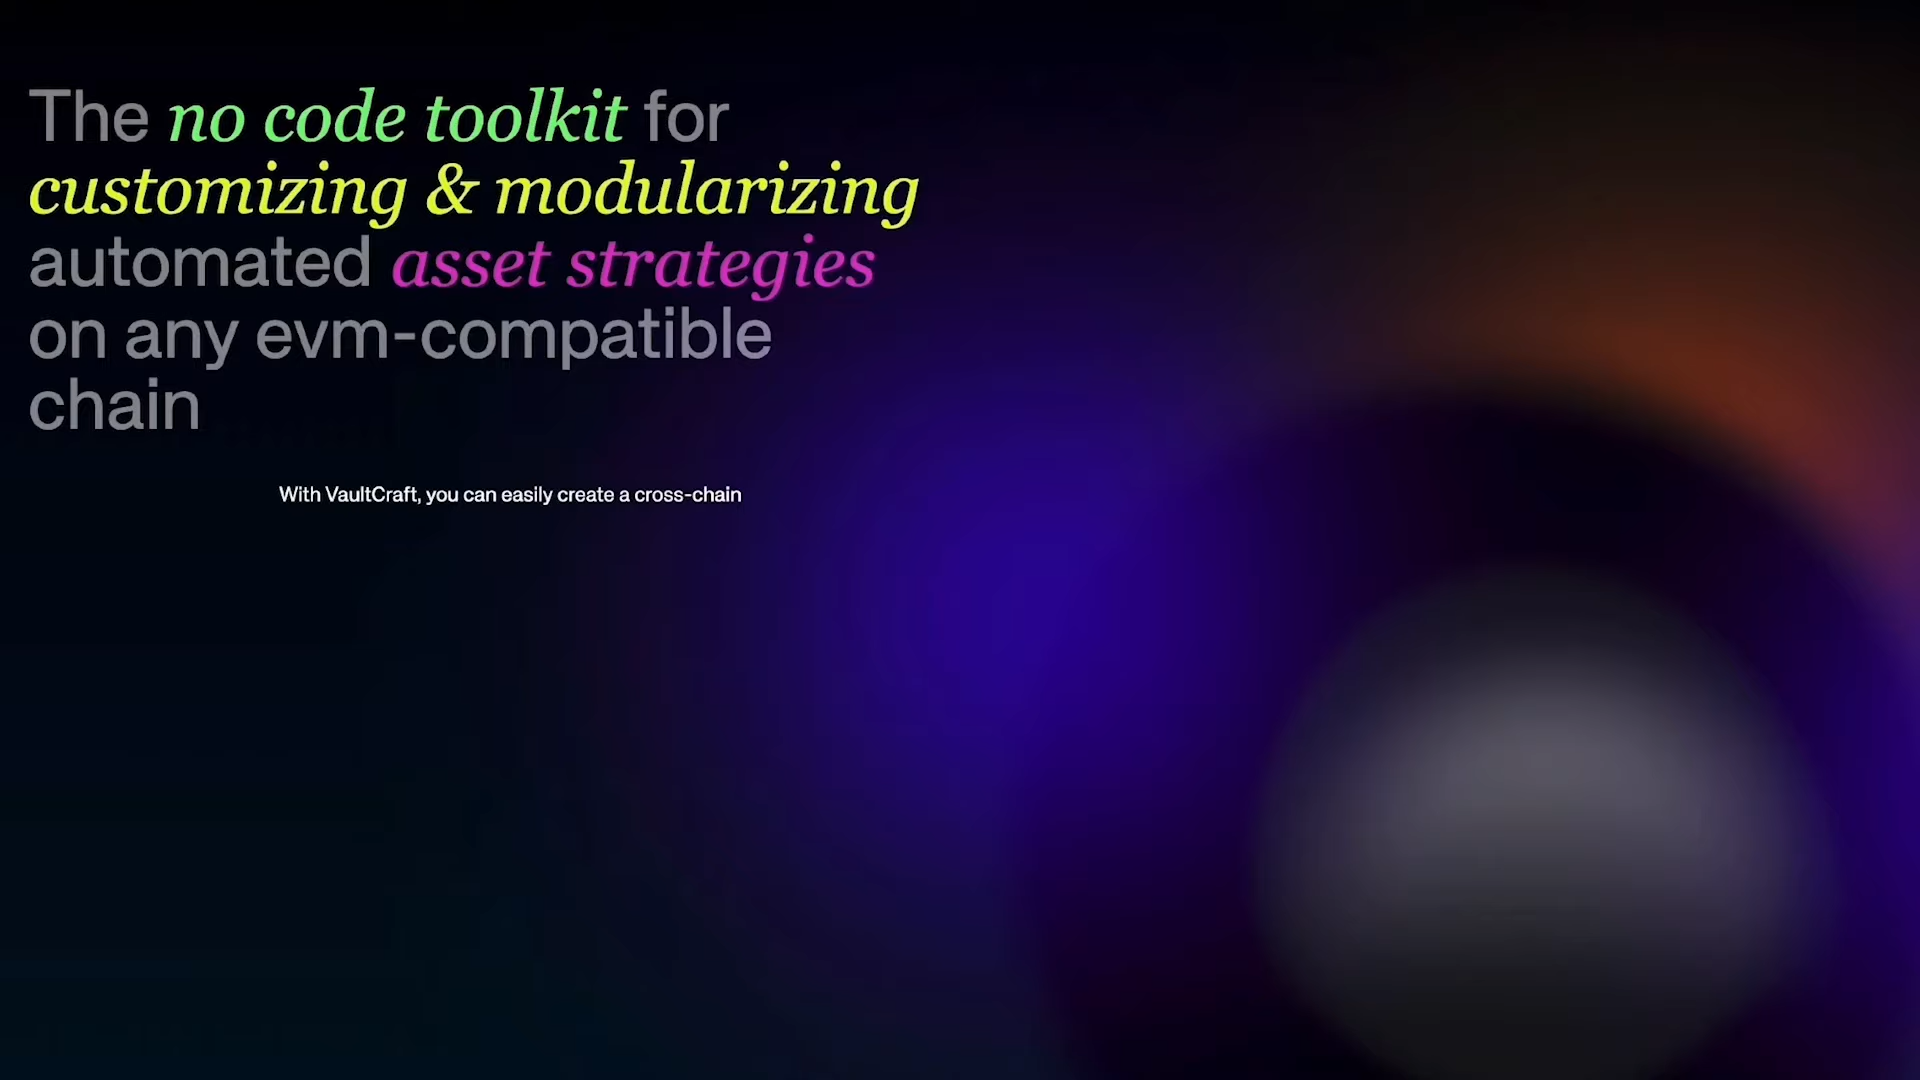 The no code toolkit for
customizing & modularizing
automated asset strategies
on any evm-compatible
chain
With VaultCraft, you can easily create a cross-chain